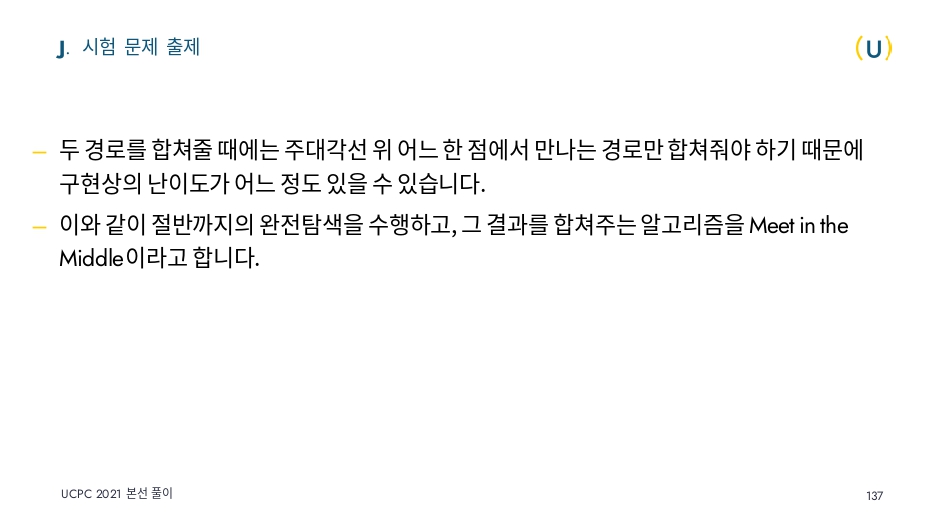 J. 시험 문제 출제
(U)
– 두 경로를 합쳐줄 때에는 주대각선 위 어느 한 점에서 만나는 경로만 합쳐줘야 하기 때문에
구현상의 난이도가 어느 정도 있을 수 있습니다.
– 이와 같이 절반까지의 완전탐색을 수행하고, 그 결과를 합쳐주는 알고리즘을 Meet in the
Middle이라고 합니다.
UCPC 2021 본선 풀이
137